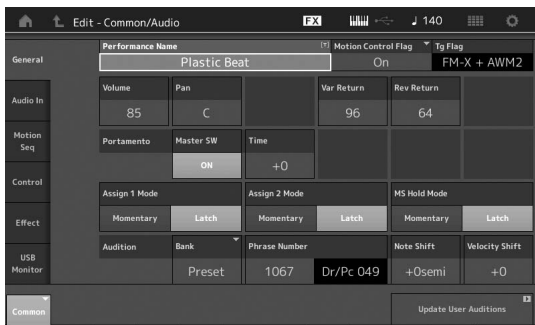 Edit - Common/Audio FX ♩ 140
General
Performance Name Motion Control Flag Tg Flag
Plastic Beat On FM-X + AWM2
Audio In
Volume Pan Var Return Rev Return
85 C 96 64
Motion Seq
Portamento Master SW Time
ON +0
Control
Assign 1 Mode Assign 2 Mode MS Hold Mode
Momentary Latch Momentary Latch Momentary Latch
Effect
Audition Bank Phrase Number Note Shift Velocity Shift
Preset 1067 Dr/Pc 049 +0semi +0
USB Monitor
Common Update User Auditions